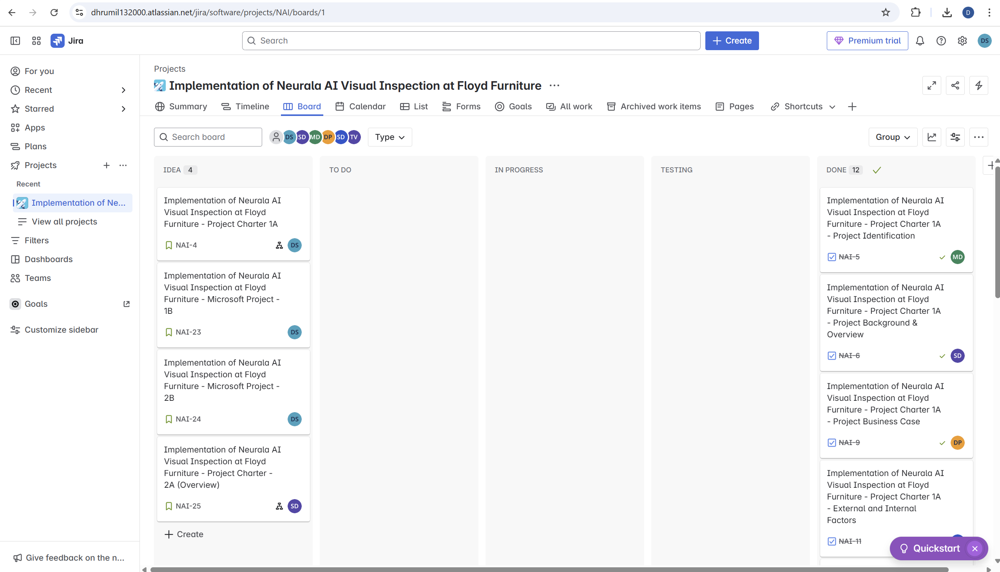 dhrumil132000.atlassian.net/jira/software/projects/NAI/boards/1
D
Jira
Search
Create
Premium trial
DS
For you
Recent
Starred
Apps
Plans
Projects
Recent
Implementation of Ne...
View all projects
Filters
Dashboards
Teams
Goals
Customize sidebar
Give feedback on the n...
Projects
Implementation of Neurala AI Visual Inspection at Floyd Furniture
Summary
Timeline
Board
Calendar
List
Forms
Goals
All work
Archived work items
Pages
Shortcuts
Search board
DS
SD
MD
DP
SD
TV
Type
Group
IDEA 4
Implementation of Neurala AI
Visual Inspection at Floyd
Furniture - Project Charter 1A
NAI-4
DS
Implementation of Neurala AI
Visual Inspection at Floyd
Furniture - Microsoft Project -
1B
NAI-23
DS
Implementation of Neurala AI
Visual Inspection at Floyd
Furniture - Microsoft Project -
2B
NAI-24
DS
Implementation of Neurala AI
Visual Inspection at Floyd
Furniture - Project Charter -
2A (Overview)
NAI-25
SD
Create
TO DO
IN PROGRESS
TESTING
DONE 12
Implementation of Neurala AI
Visual Inspection at Floyd
Furniture - Project Charter 1A
- Project Identification
NAI-5
MD
Implementation of Neurala AI
Visual Inspection at Floyd
Furniture - Project Charter 1A
- Project Background &
Overview
NAI-6
SD
Implementation of Neurala AI
Visual Inspection at Floyd
Furniture - Project Charter 1A
- Project Business Case
NAI-9
DP
Implementation of Neurala AI
Visual Inspection at Floyd
Furniture - Project Charter 1A
- External and Internal
Factors
NAI-11
Quickstart